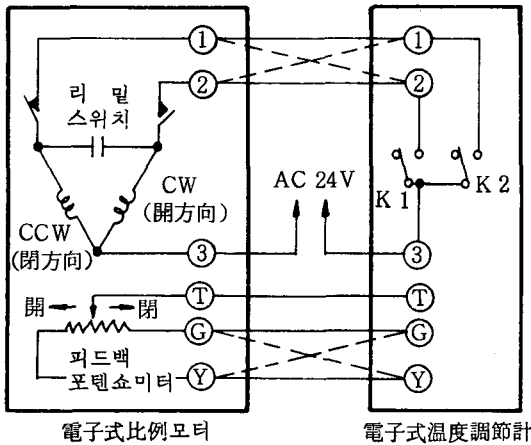 ① ①
② ②
리 밑
스위치
CW
(開方向)
CCW
(閉方向)
AC 24V
K 1
K 2
③ ③
開
閉
Ⓣ Ⓣ
Ⓖ Ⓖ
피드백
포텐쇼미터
Ⓨ Ⓨ
電子式比例모터
電子式温度調節計